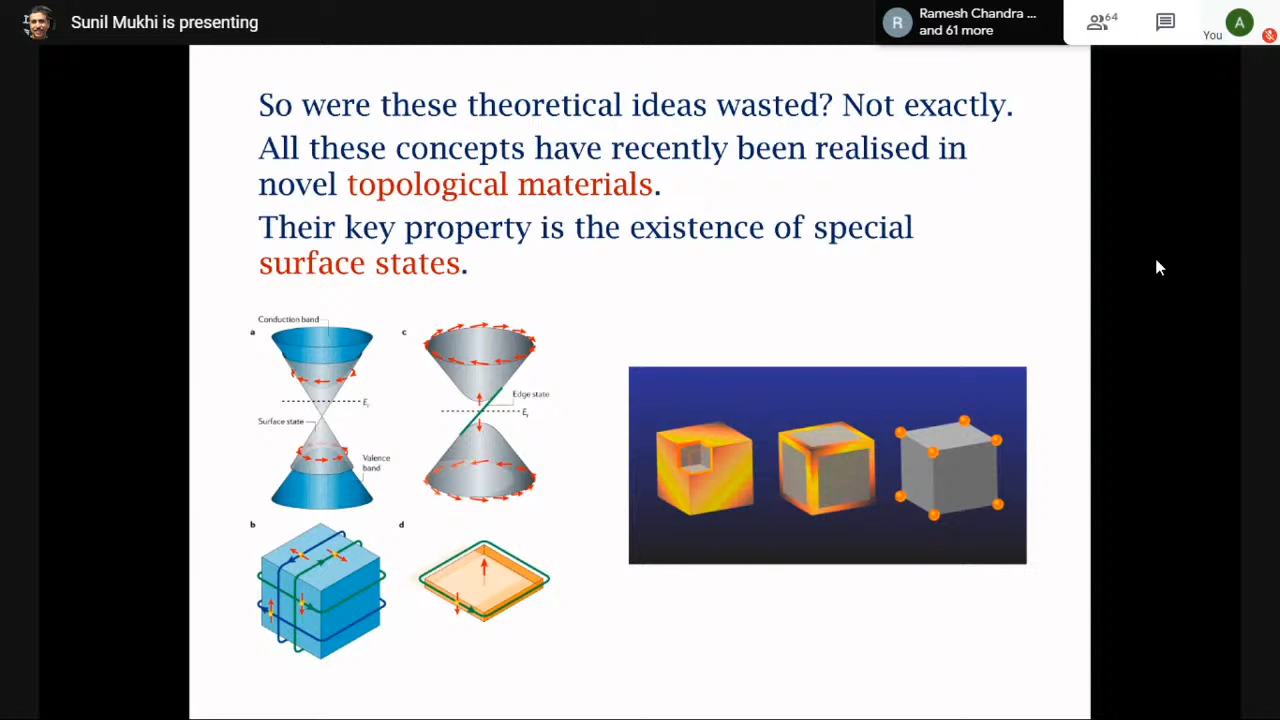 Sunil Mukhi is presenting
R
Ramesh Chandra ...
and 61 more
64
You
A
So were these theoretical ideas wasted? Not exactly.
All these concepts have recently been realised in
novel topological materials.
Their key property is the existence of special
surface states.
a
Conduction band
Surface state
Valence
band
c
Edge state
b
d